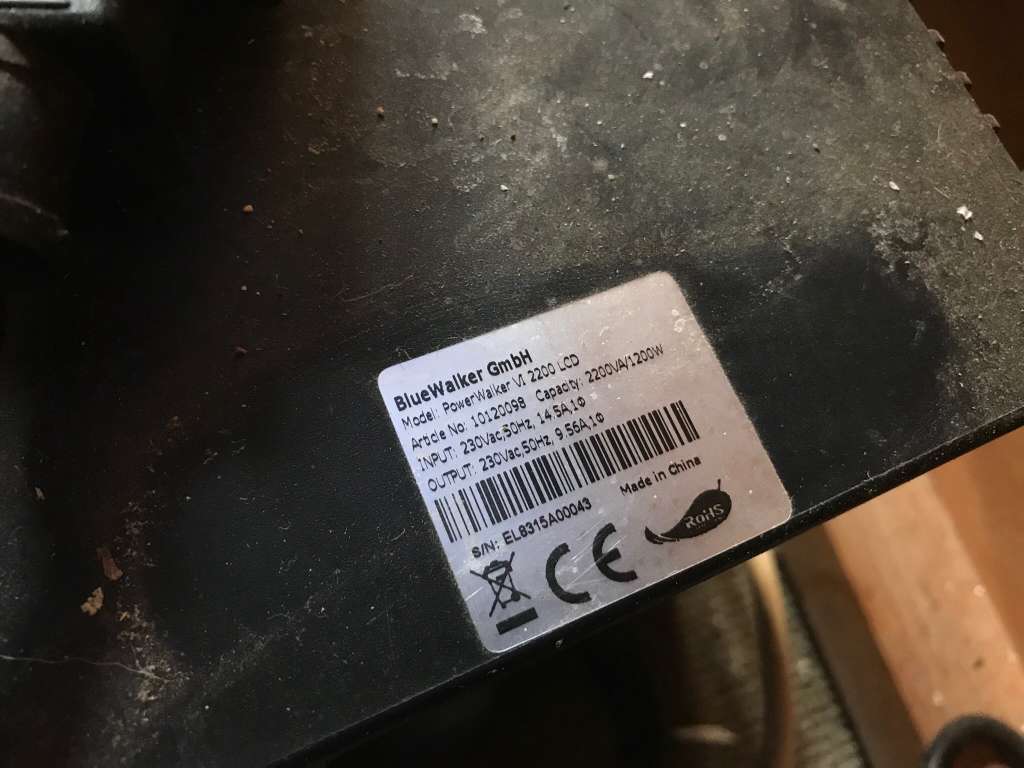 BlueWalker GmbH
Model: PowerWalker VI 2200 LCD
Article No: 10120098 Capacity: 2200VA/1200W
INPUT: 230Vac,50Hz, 14.5A,1Φ
OUTPUT: 230Vac,50Hz, 9.56A,1Φ
S/N: EL8315A00043 Made in China
CE RoHS